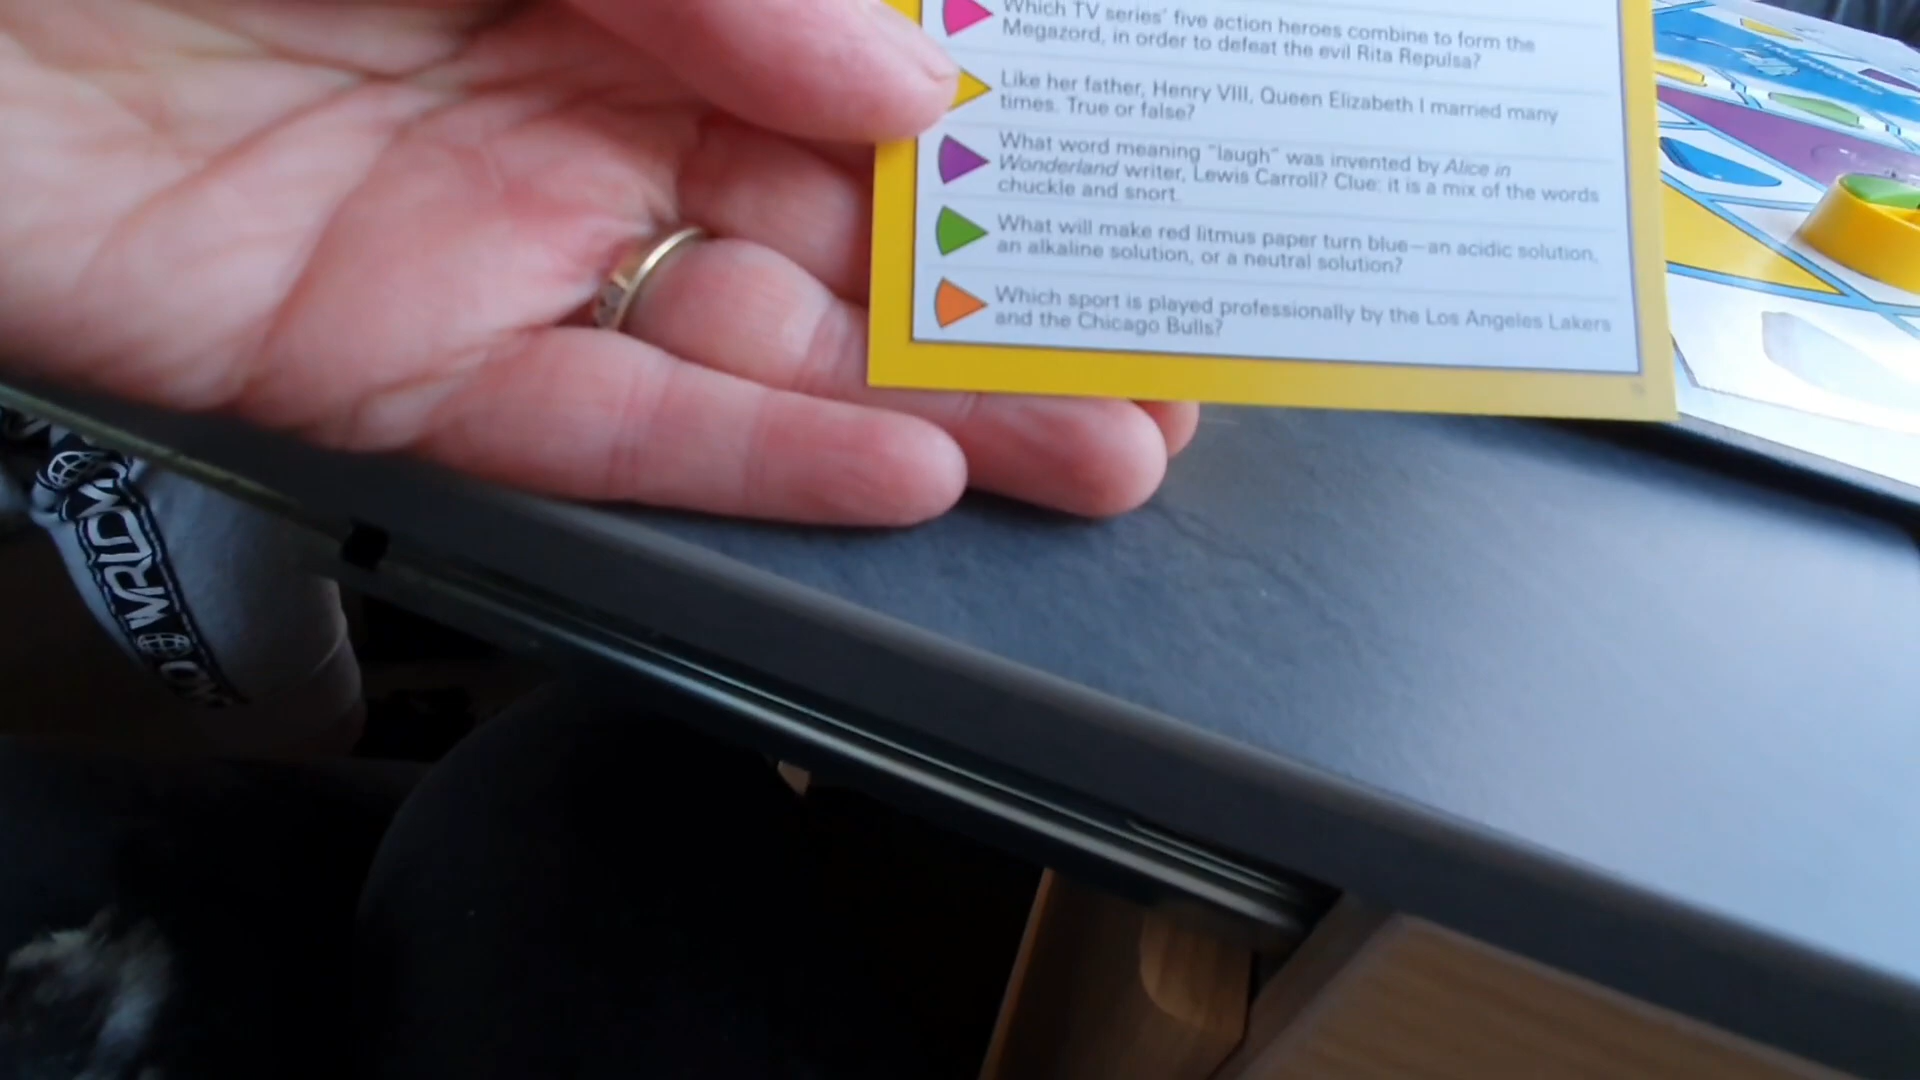 Which TV series' five action heroes combine to form the
Megazord, in order to defeat the evil Rita Repulsa?
Like her father, Henry VIII, Queen Elizabeth I married many
times. True or false?
What word meaning "laugh" was invented by Alice in
Wonderland writer, Lewis Carroll? Clue: it is a mix of the words
chuckle and snort.
What will make red litmus paper turn blue—an acidic solution,
an alkaline solution, or a neutral solution?
Which sport is played professionally by the Los Angeles Lakers
and the Chicago Bulls?
WRLDWD